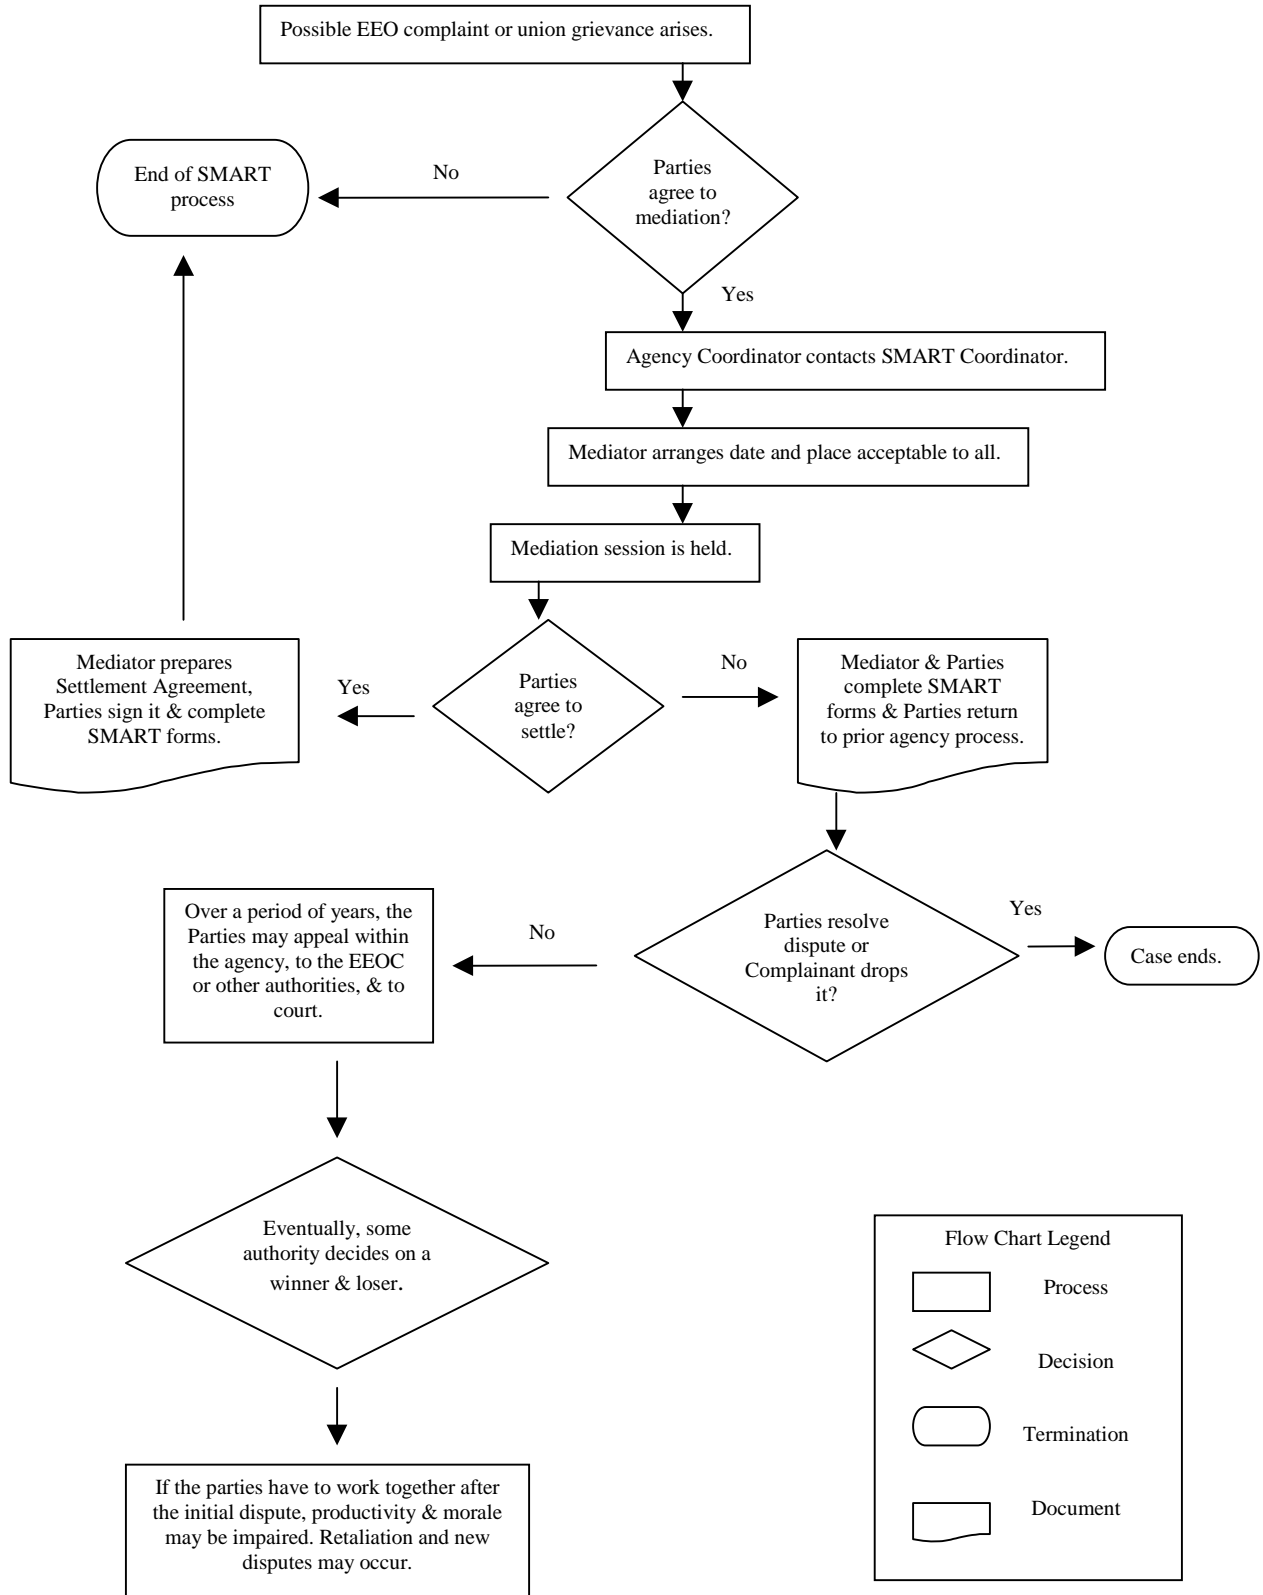 Possible EEO complaint or union grievance arises.
Parties
agree to
mediation?
No
End of SMART
process
Yes
Agency Coordinator contacts SMART Coordinator.
Mediator arranges date and place acceptable to all.
Mediation session is held.
Parties
agree to
settle?
Yes
Mediator prepares
Settlement Agreement,
Parties sign it & complete
SMART forms.
No
Mediator & Parties
complete SMART
forms & Parties return
to prior agency process.
Parties resolve
dispute or
Complainant drops
it?
Yes
Case ends.
No
Over a period of years, the
Parties may appeal within
the agency, to the EEOC
or other authorities, & to
court.
Eventually, some
authority decides on a
winner & loser.
If the parties have to work together after
the initial dispute, productivity & morale
may be impaired. Retaliation and new
disputes may occur.
Flow Chart Legend
Process
Decision
Termination
Document